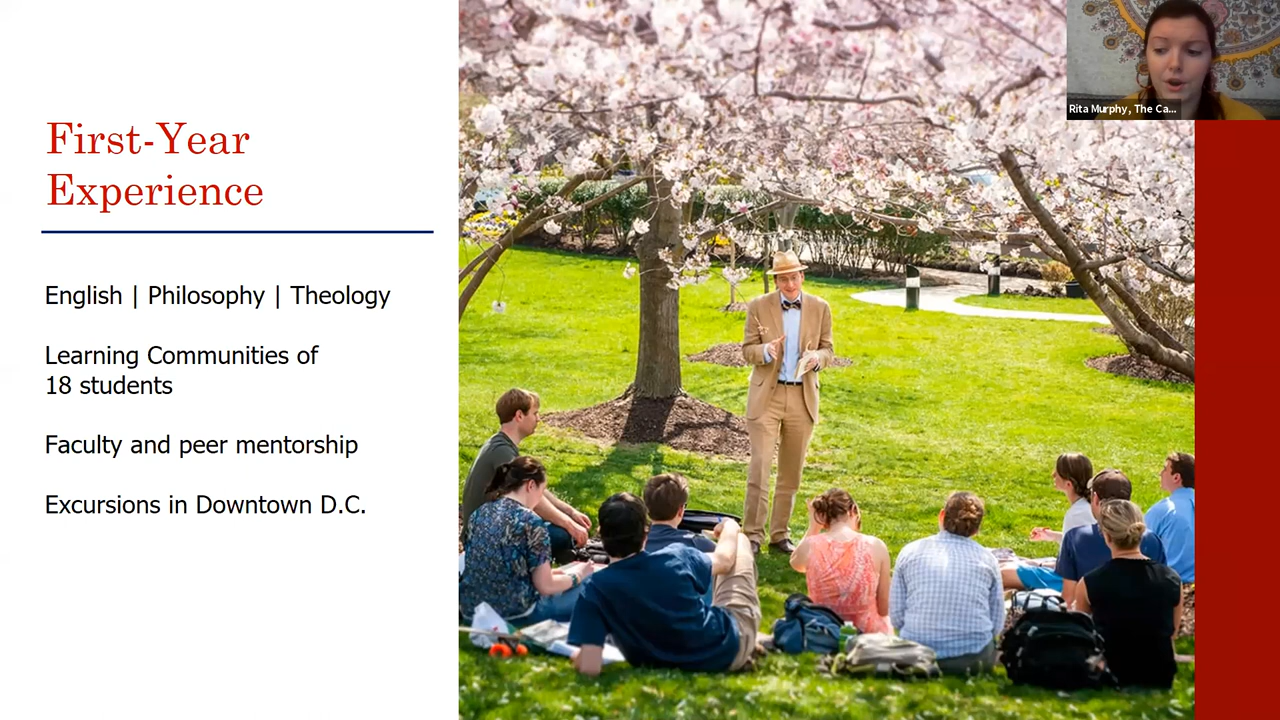 First-Year
Experience
English | Philosophy | Theology
Learning Communities of
18 students
Faculty and peer mentorship
Excursions in Downtown D.C.
Rita Murphy, The Ca...